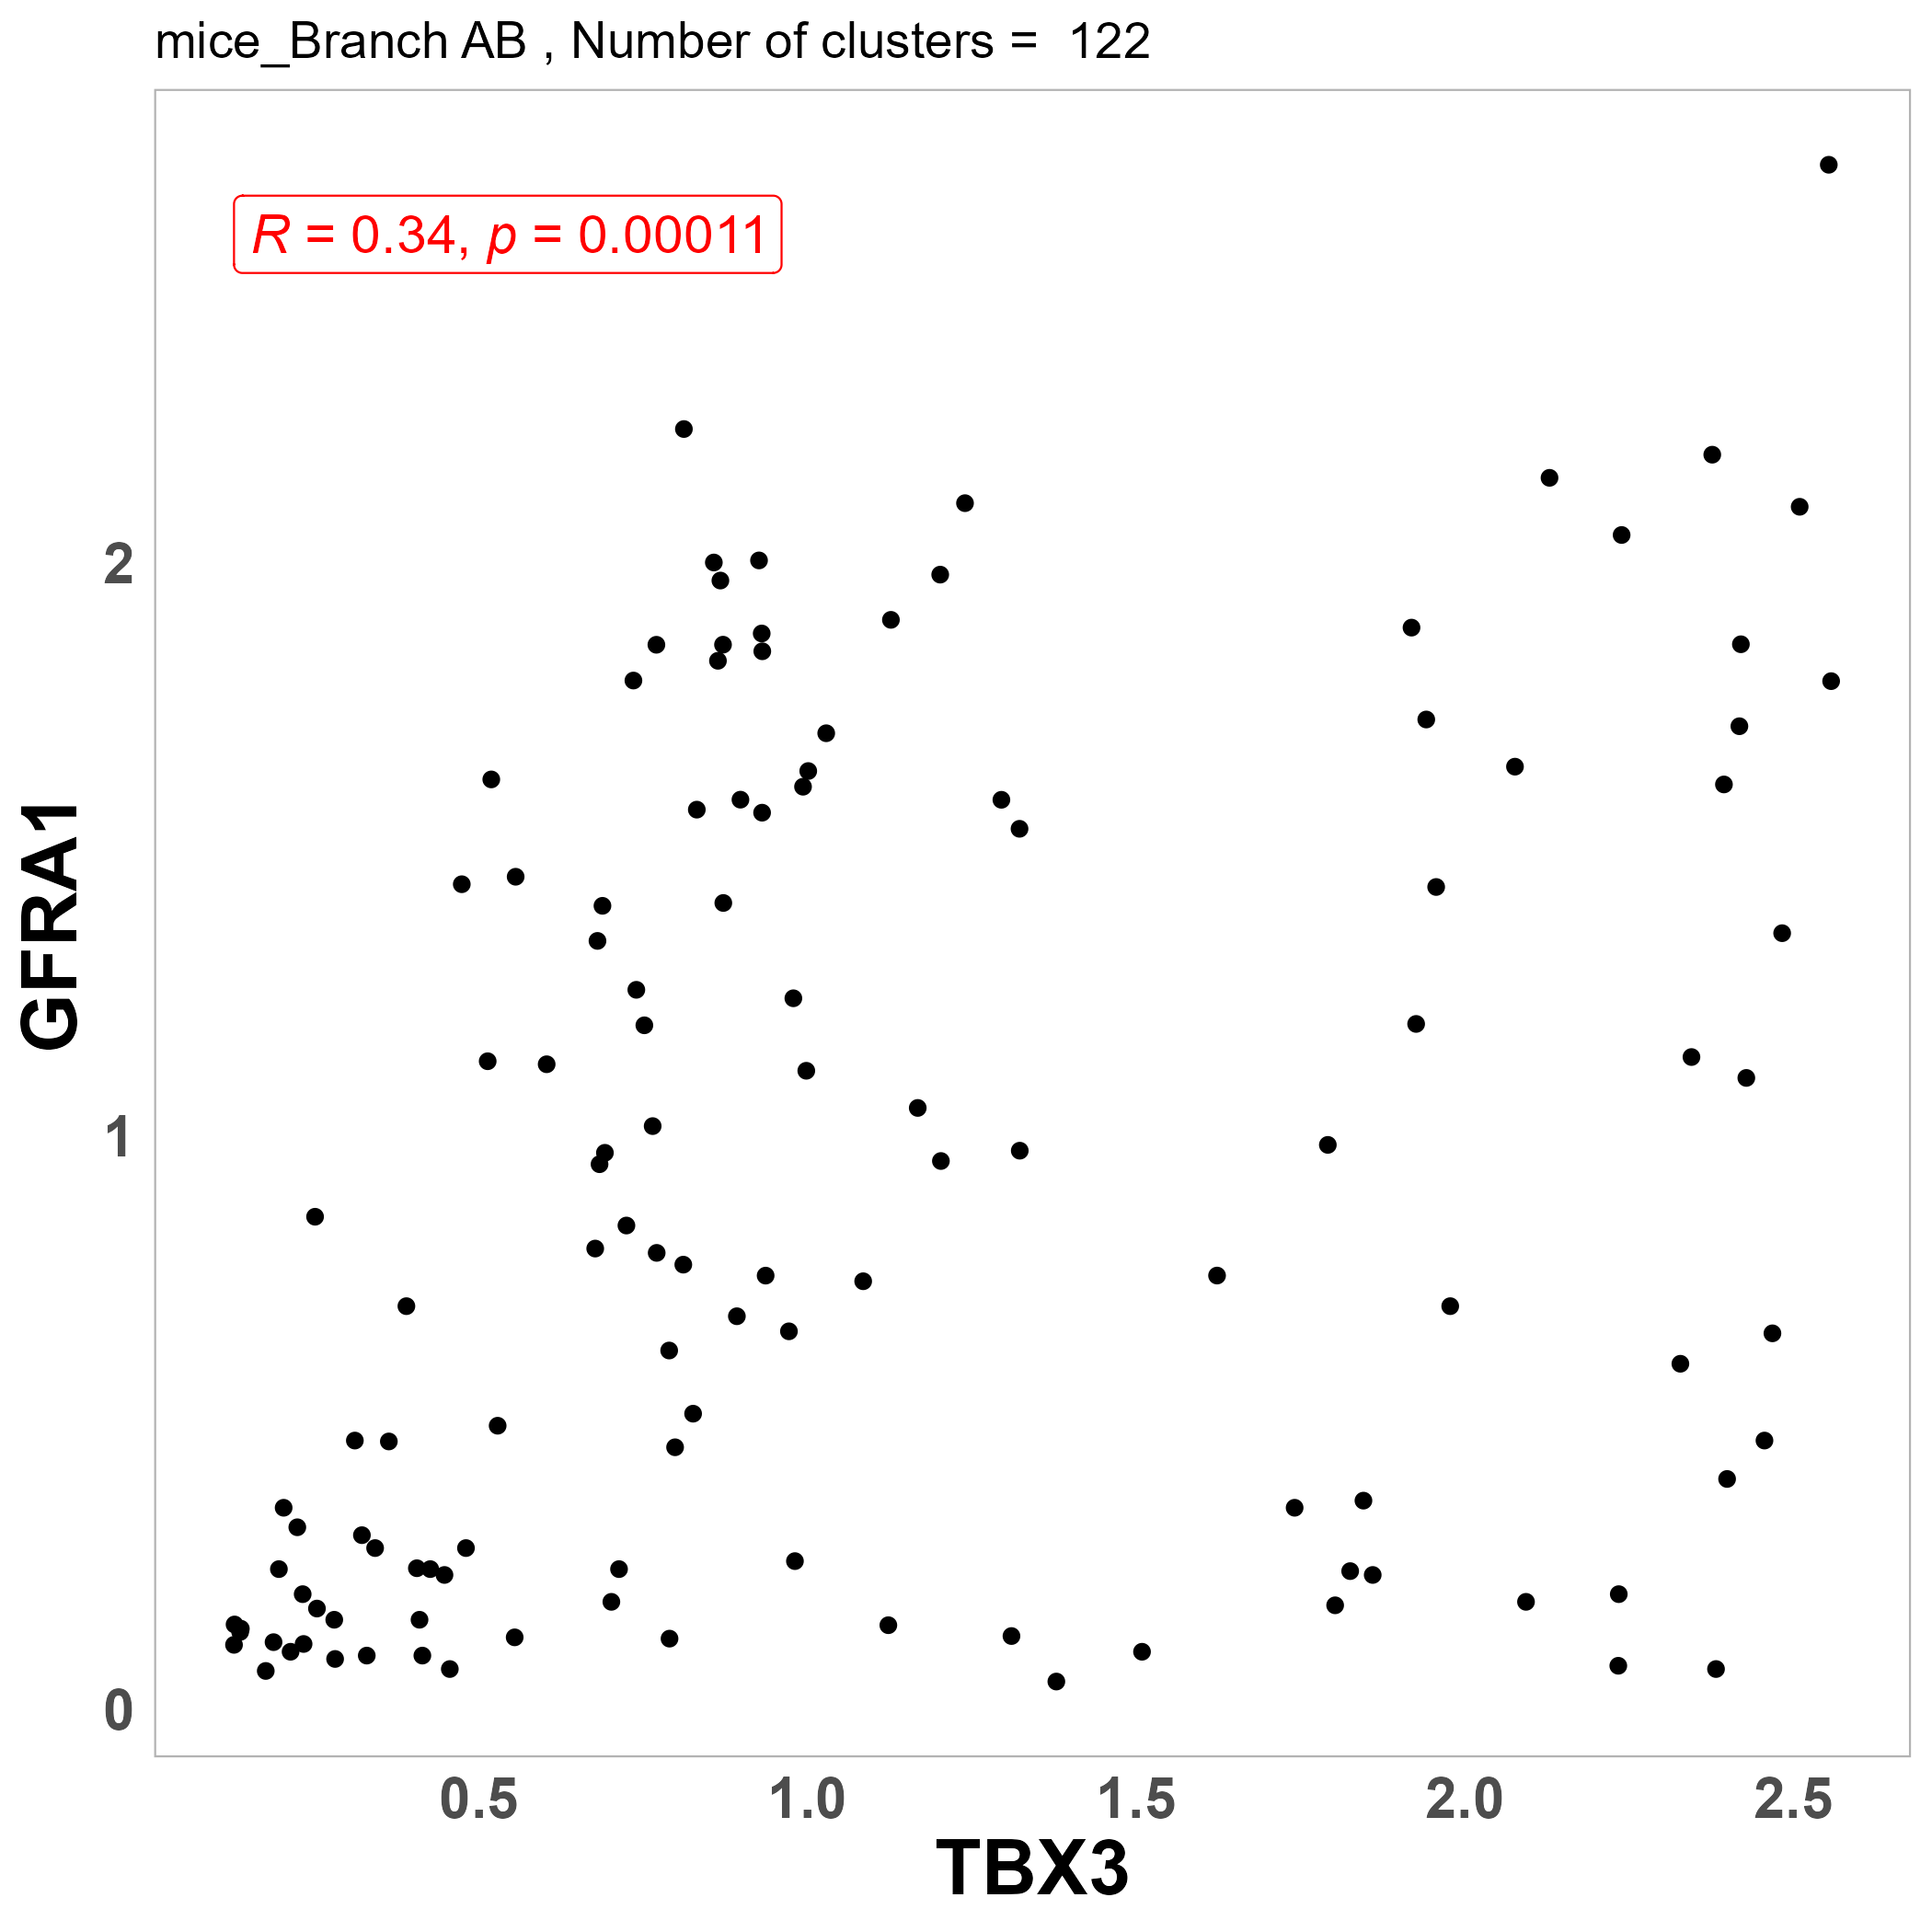 mice_Branch AB , Number of clusters =  122
R = 0.34, p = 0.00011
GFRA1
2
1
0
0.5 1.0 1.5 2.0 2.5
TBX3